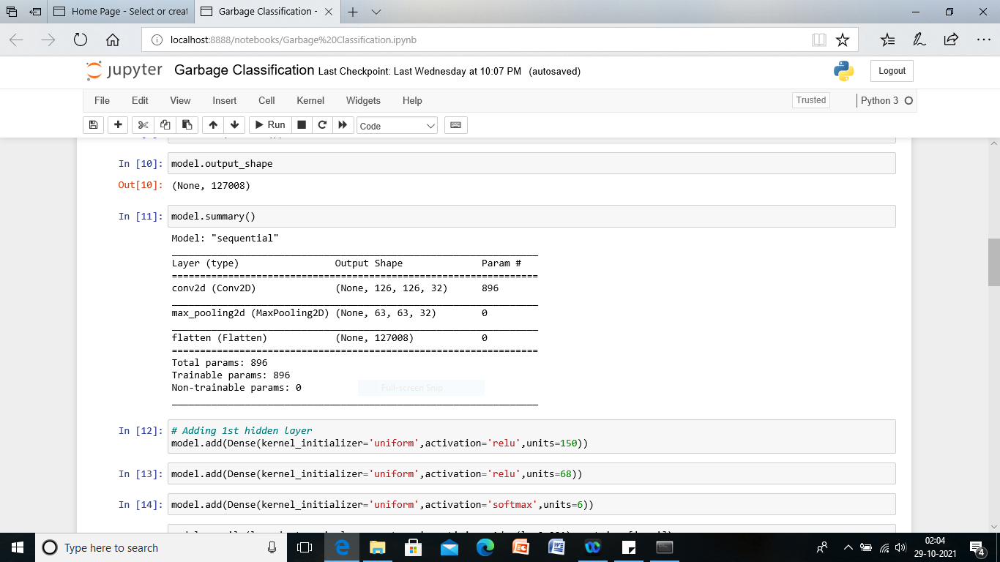 Home Page - Select or creat
Garbage Classification -
localhost:8888/notebooks/Garbage%20Classification.ipynb
jupyter Garbage Classification Last Checkpoint: Last Wednesday at 10:07 PM (autosaved)
Logout
File Edit View Insert Cell Kernel Widgets Help
Trusted
Python 3
Run
Code
In [10]: model.output_shape
Out[10]: (None, 127008)
In [11]: model.summary()
Model: "sequential"
Layer (type) Output Shape Param #
=================================================================
conv2d (Conv2D) (None, 126, 126, 32) 896
max_pooling2d (MaxPooling2D) (None, 63, 63, 32) 0
flatten (Flatten) (None, 127008) 0
=================================================================
Total params: 896
Trainable params: 896
Non-trainable params: 0
Full-screen Snip
In [12]: # Adding 1st hidden layer
model.add(Dense(kernel_initializer='uniform',activation='relu',units=150))
In [13]: model.add(Dense(kernel_initializer='uniform',activation='relu',units=68))
In [14]: model.add(Dense(kernel_initializer='uniform',activation='softmax',units=6))
Type here to search
02:04
29-10-2021
4